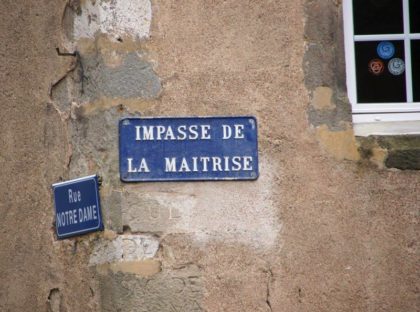 IMPASSE DE
LA MAITRISE
Rue
NOTRE DAME